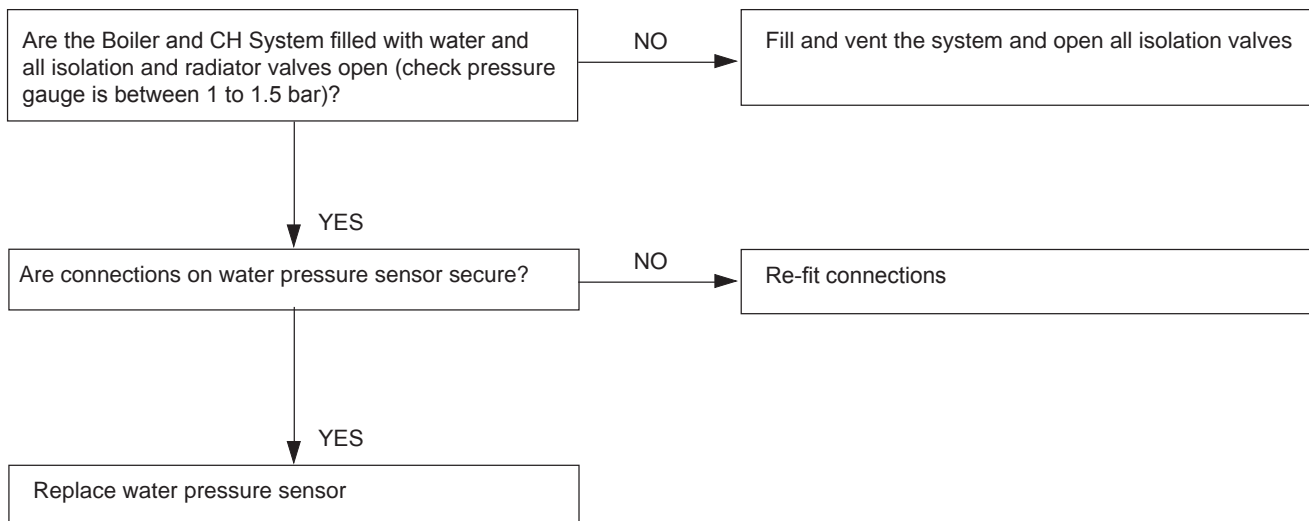 Are the Boiler and CH System filled with water and
all isolation and radiator valves open (check pressure
gauge is between 1 to 1.5 bar)?
NO
Fill and vent the system and open all isolation valves
YES
Are connections on water pressure sensor secure?
NO
Re-fit connections
YES
Replace water pressure sensor